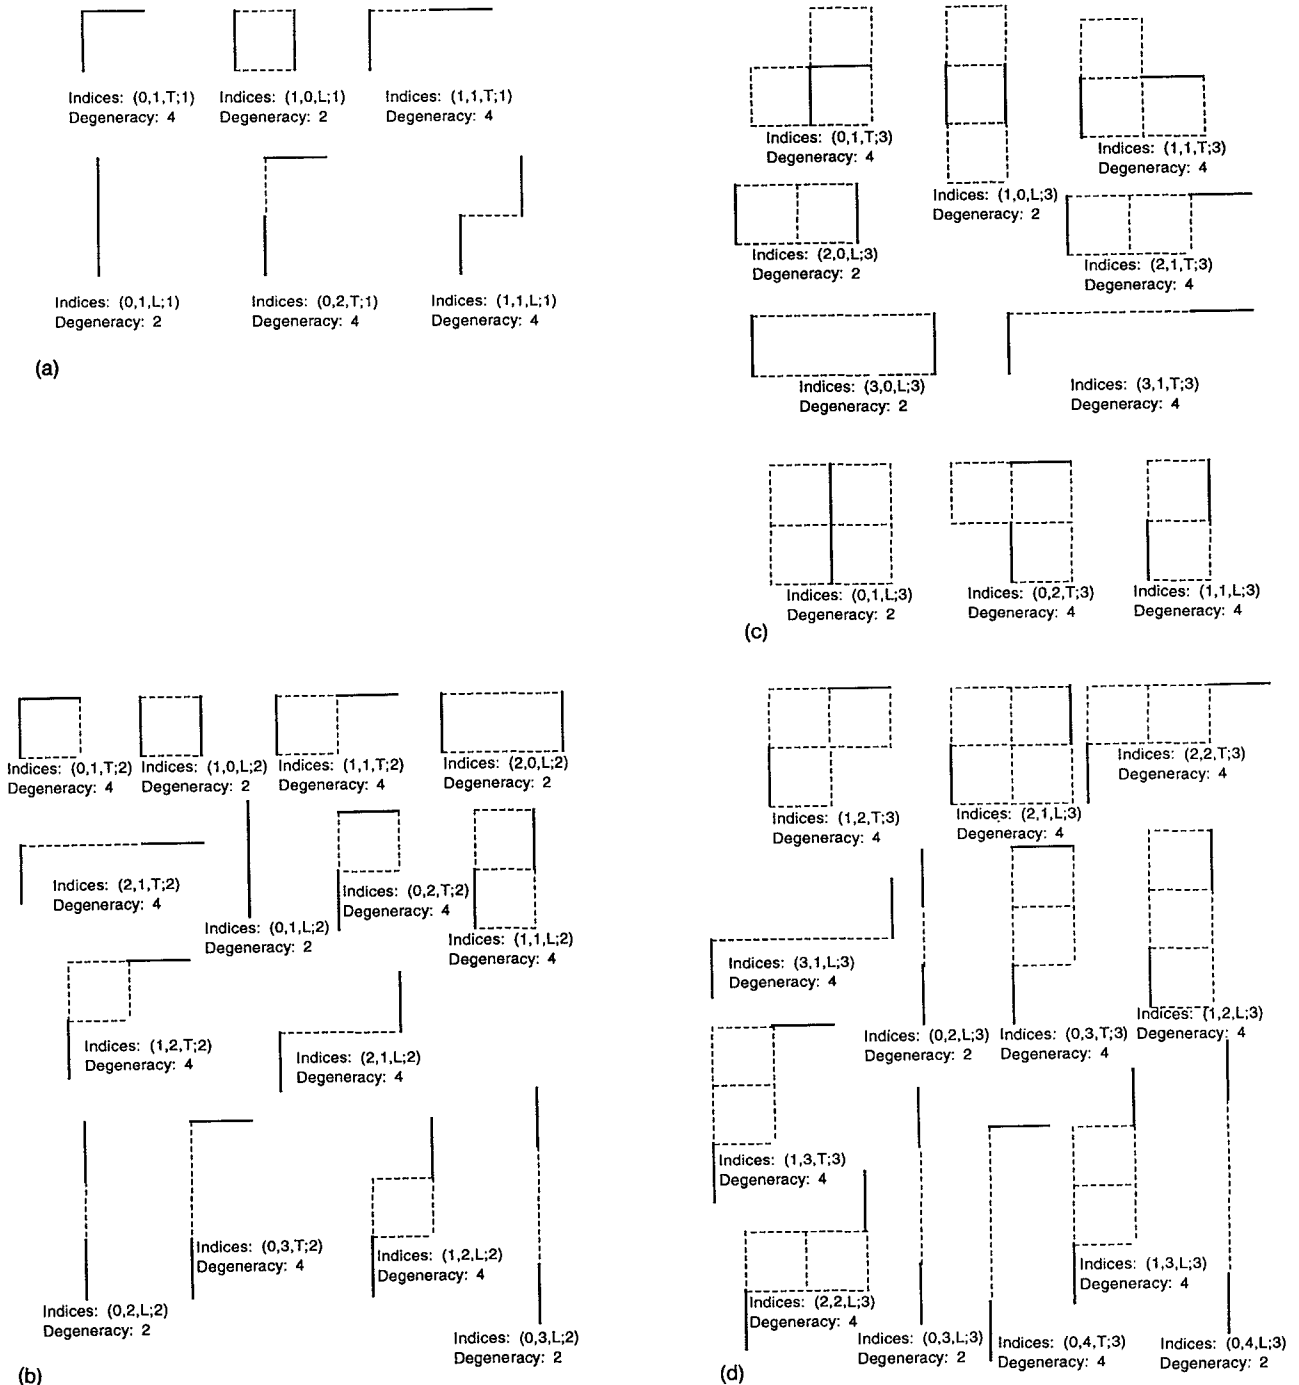 Indices: (0,1,T;1)
Degeneracy: 4
Indices: (1,0,L;1)
Degeneracy: 2
Indices: (1,1,T;1)
Degeneracy: 4
Indices: (0,1,L;1)
Degeneracy: 2
Indices: (0,2,T;1)
Degeneracy: 4
Indices: (1,1,L;1)
Degeneracy: 4
(a)
Indices: (0,1,T;3)
Degeneracy: 4
Indices: (1,0,L;3)
Degeneracy: 2
Indices: (1,1,T;3)
Degeneracy: 4
Indices: (2,0,L;3)
Degeneracy: 2
Indices: (2,1,T;3)
Degeneracy: 4
Indices: (3,0,L;3)
Degeneracy: 2
Indices: (3,1,T;3)
Degeneracy: 4
Indices: (0,1,L;3)
Degeneracy: 2
Indices: (0,2,T;3)
Degeneracy: 4
Indices: (1,1,L;3)
Degeneracy: 4
(c)
Indices: (0,1,T;2)
Degeneracy: 4
Indices: (1,0,L;2)
Degeneracy: 2
Indices: (1,1,T;2)
Degeneracy: 4
Indices: (2,0,L;2)
Degeneracy: 2
Indices: (2,1,T;2)
Degeneracy: 4
Indices: (0,1,L;2)
Degeneracy: 2
Indices: (0,2,T;2)
Degeneracy: 4
Indices: (1,1,L;2)
Degeneracy: 4
Indices: (1,2,T;2)
Degeneracy: 4
Indices: (2,1,L;2)
Degeneracy: 4
Indices: (0,2,L;2)
Degeneracy: 2
Indices: (0,3,T;2)
Degeneracy: 4
Indices: (1,2,L;2)
Degeneracy: 4
Indices: (0,3,L;2)
Degeneracy: 2
(b)
Indices: (1,2,T;3)
Degeneracy: 4
Indices: (2,1,L;3)
Degeneracy: 4
Indices: (2,2,T;3)
Degeneracy: 4
Indices: (3,1,L;3)
Degeneracy: 4
Indices: (0,2,L;3)
Degeneracy: 2
Indices: (0,3,T;3)
Degeneracy: 4
Indices: (1,2,L;3)
Degeneracy: 4
Indices: (1,3,T;3)
Degeneracy: 4
Indices: (2,2,L;3)
Degeneracy: 4
Indices: (0,3,L;3)
Degeneracy: 2
Indices: (0,4,T;3)
Degeneracy: 4
Indices: (1,3,L;3)
Degeneracy: 4
Indices: (0,4,L;3)
Degeneracy: 2
(d)